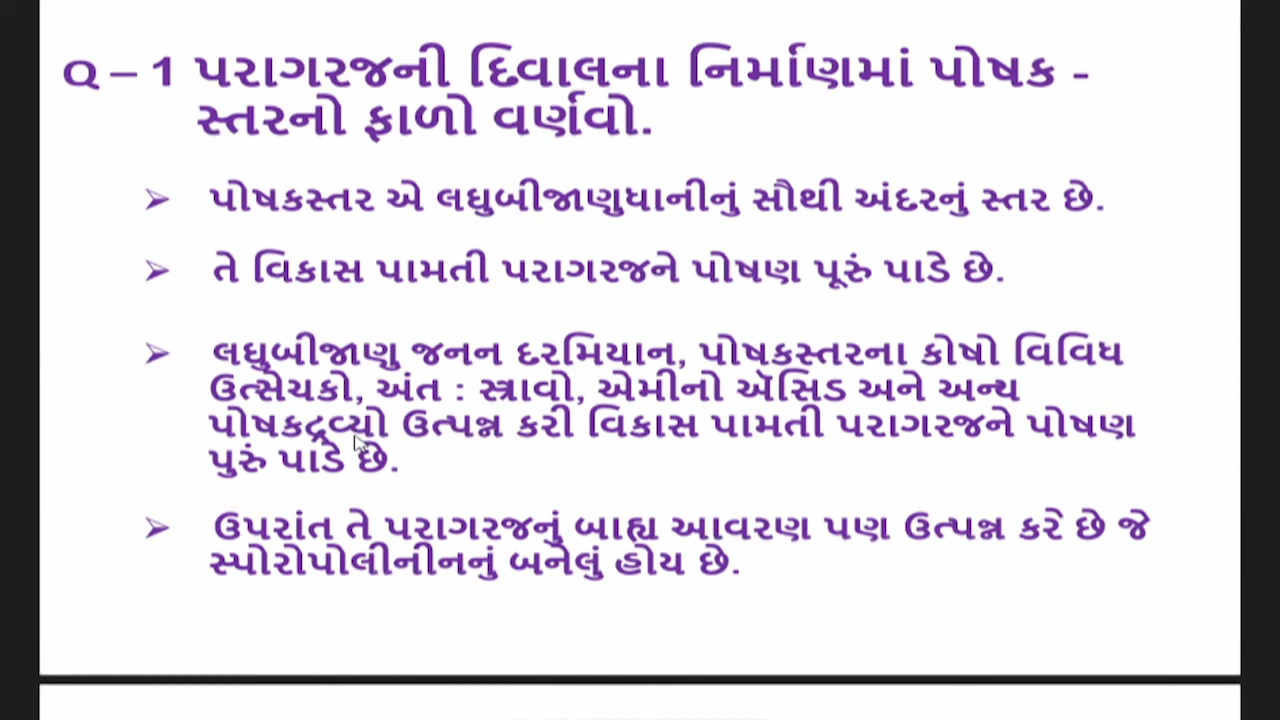 Q – 1 પરાગરજની દિવાલના નિર્માણમાં પોષક -
સ્તરનો ફાળો વર્ણવો.
➢ પોષકસ્તર એ લઘુબીજાણુધાનીનું સૌથી અંદરનું સ્તર છે.
➢ તે વિકાસ પામતી પરાગરજને પોષણ પૂરું પાડે છે.
➢ લઘુબીજાણુ જનન દરમિયાન, પોષકસ્તરના કોષો વિવિધ
ઉત્સેચકો, અંત : સ્ત્રાવો, એમીનો ઍસિડ અને અન્ય
પોષકદ્રવ્યો ઉત્પન્ન કરી વિકાસ પામતી પરાગરજને પોષણ
પુરું પાડે છે.
➢ ઉપરાંત તે પરાગરજનું બાહ્ય આવરણ પણ ઉત્પન્ન કરે છે જે
સ્પોરોપોલીનીનનું બનેલું હોય છે.